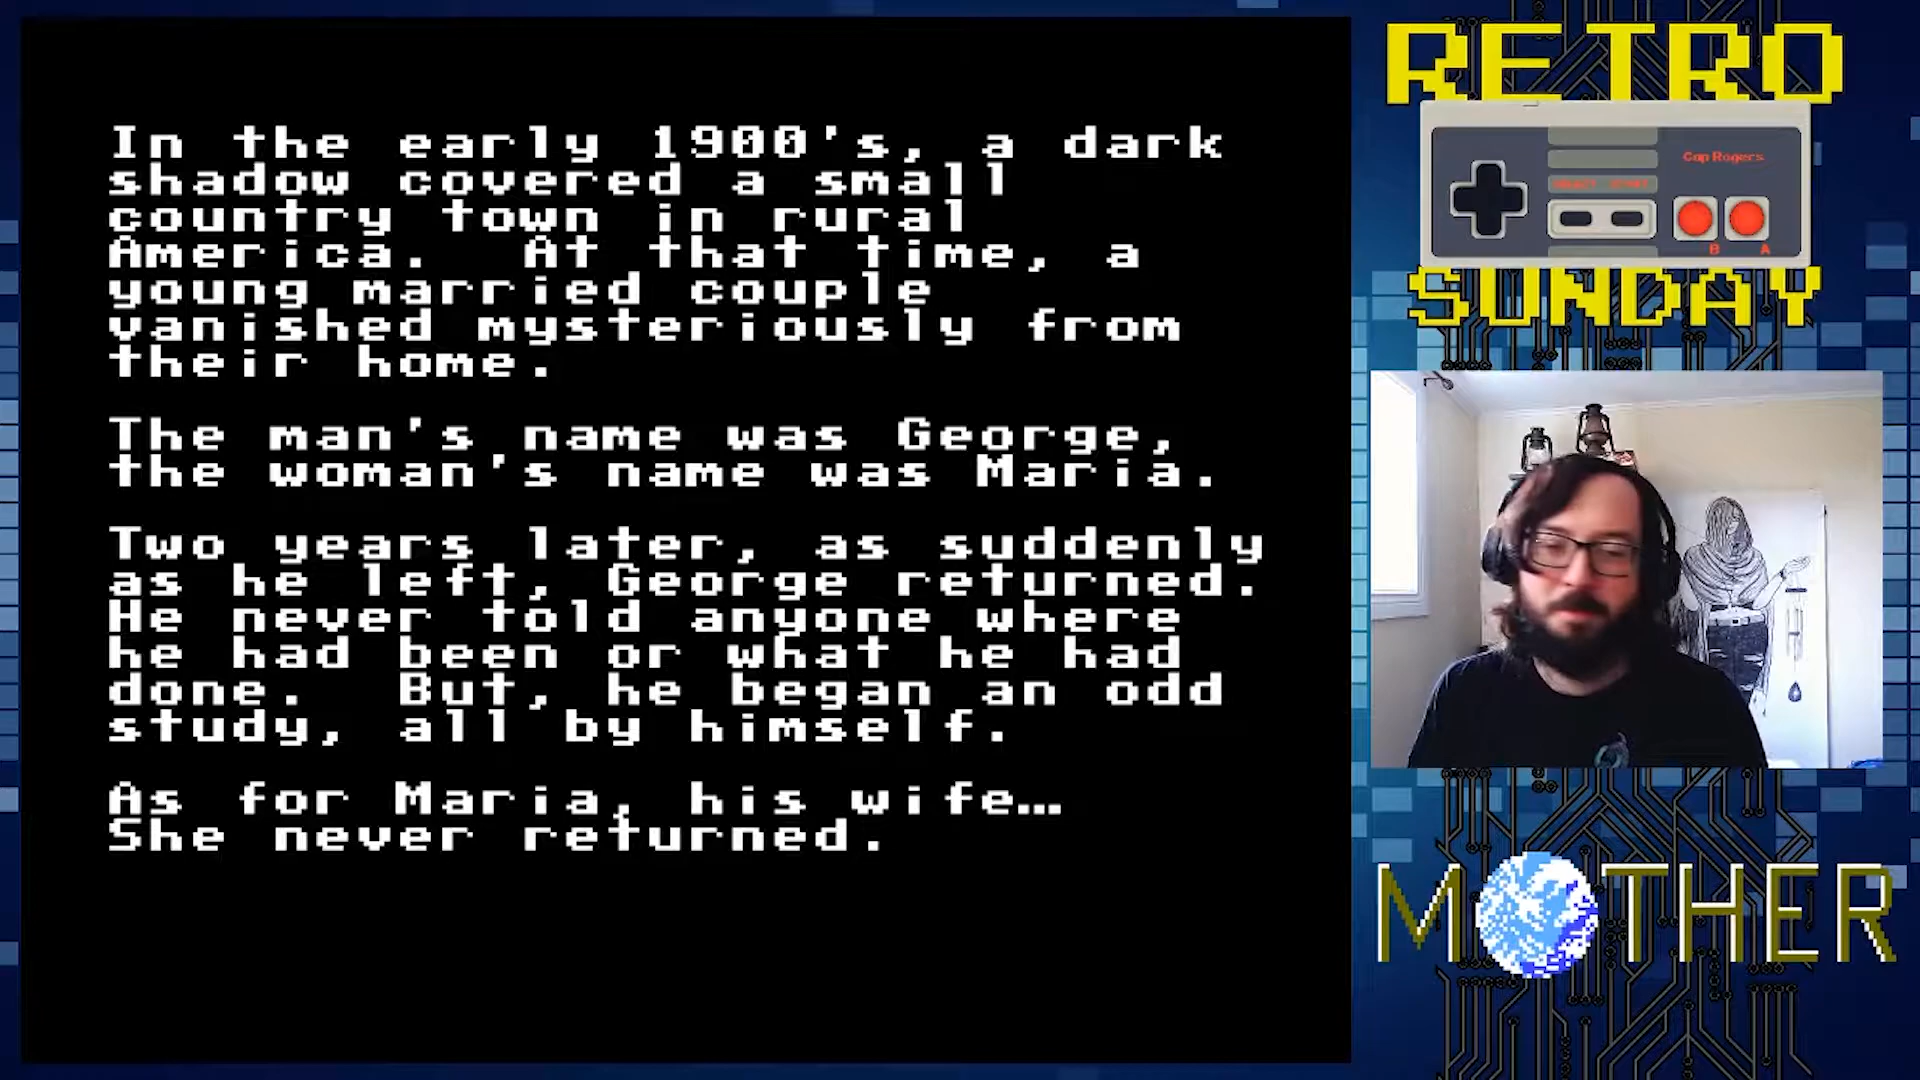 In the early 1900's, a dark
shadow covered a small
country town in rural
America.  At that time, a
young married couple
vanished mysteriously from
their home.
The man's name was George,
the woman's name was Maria.
Two years later, as suddenly
as he left, George returned.
He never told anyone where
he had been or what he had
done.  But, he began an odd
study, all by himself.
As for Maria, his wife…
She never returned.
RETRO
Cap Rogers
SELECT START
B A
SUNDAY
MOTHER